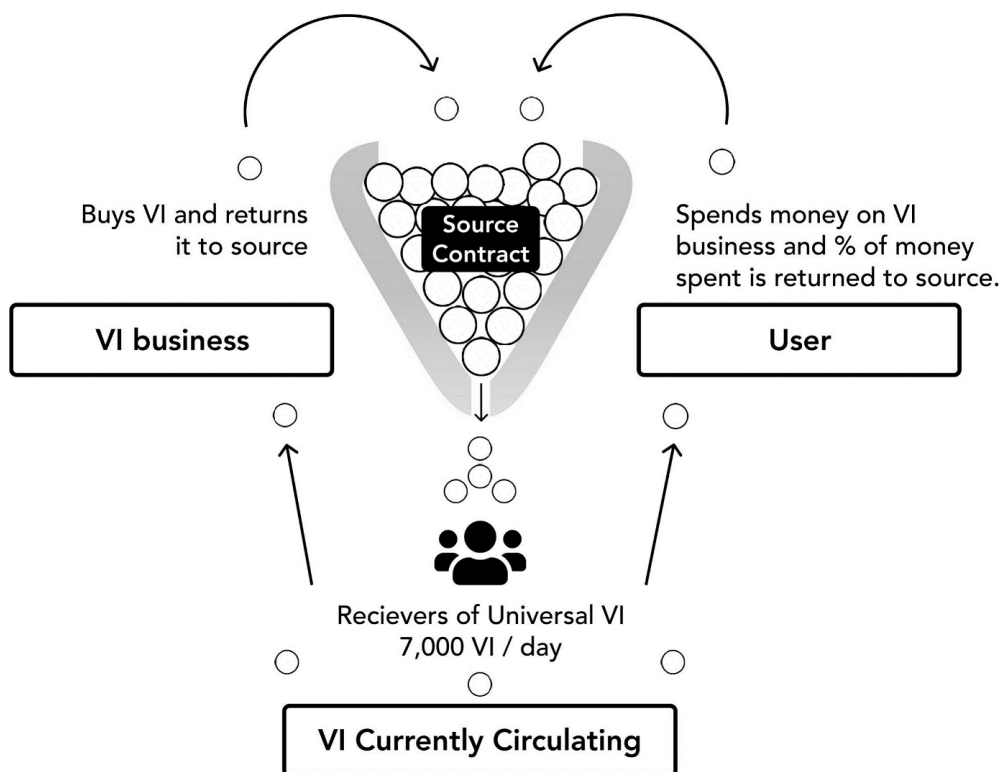 Source
Contract
Buys VI and returns
it to source
Spends money on VI
business and % of money
spent is returned to source.
VI business
User
Recievers of Universal VI
7,000 VI / day
VI Currently Circulating